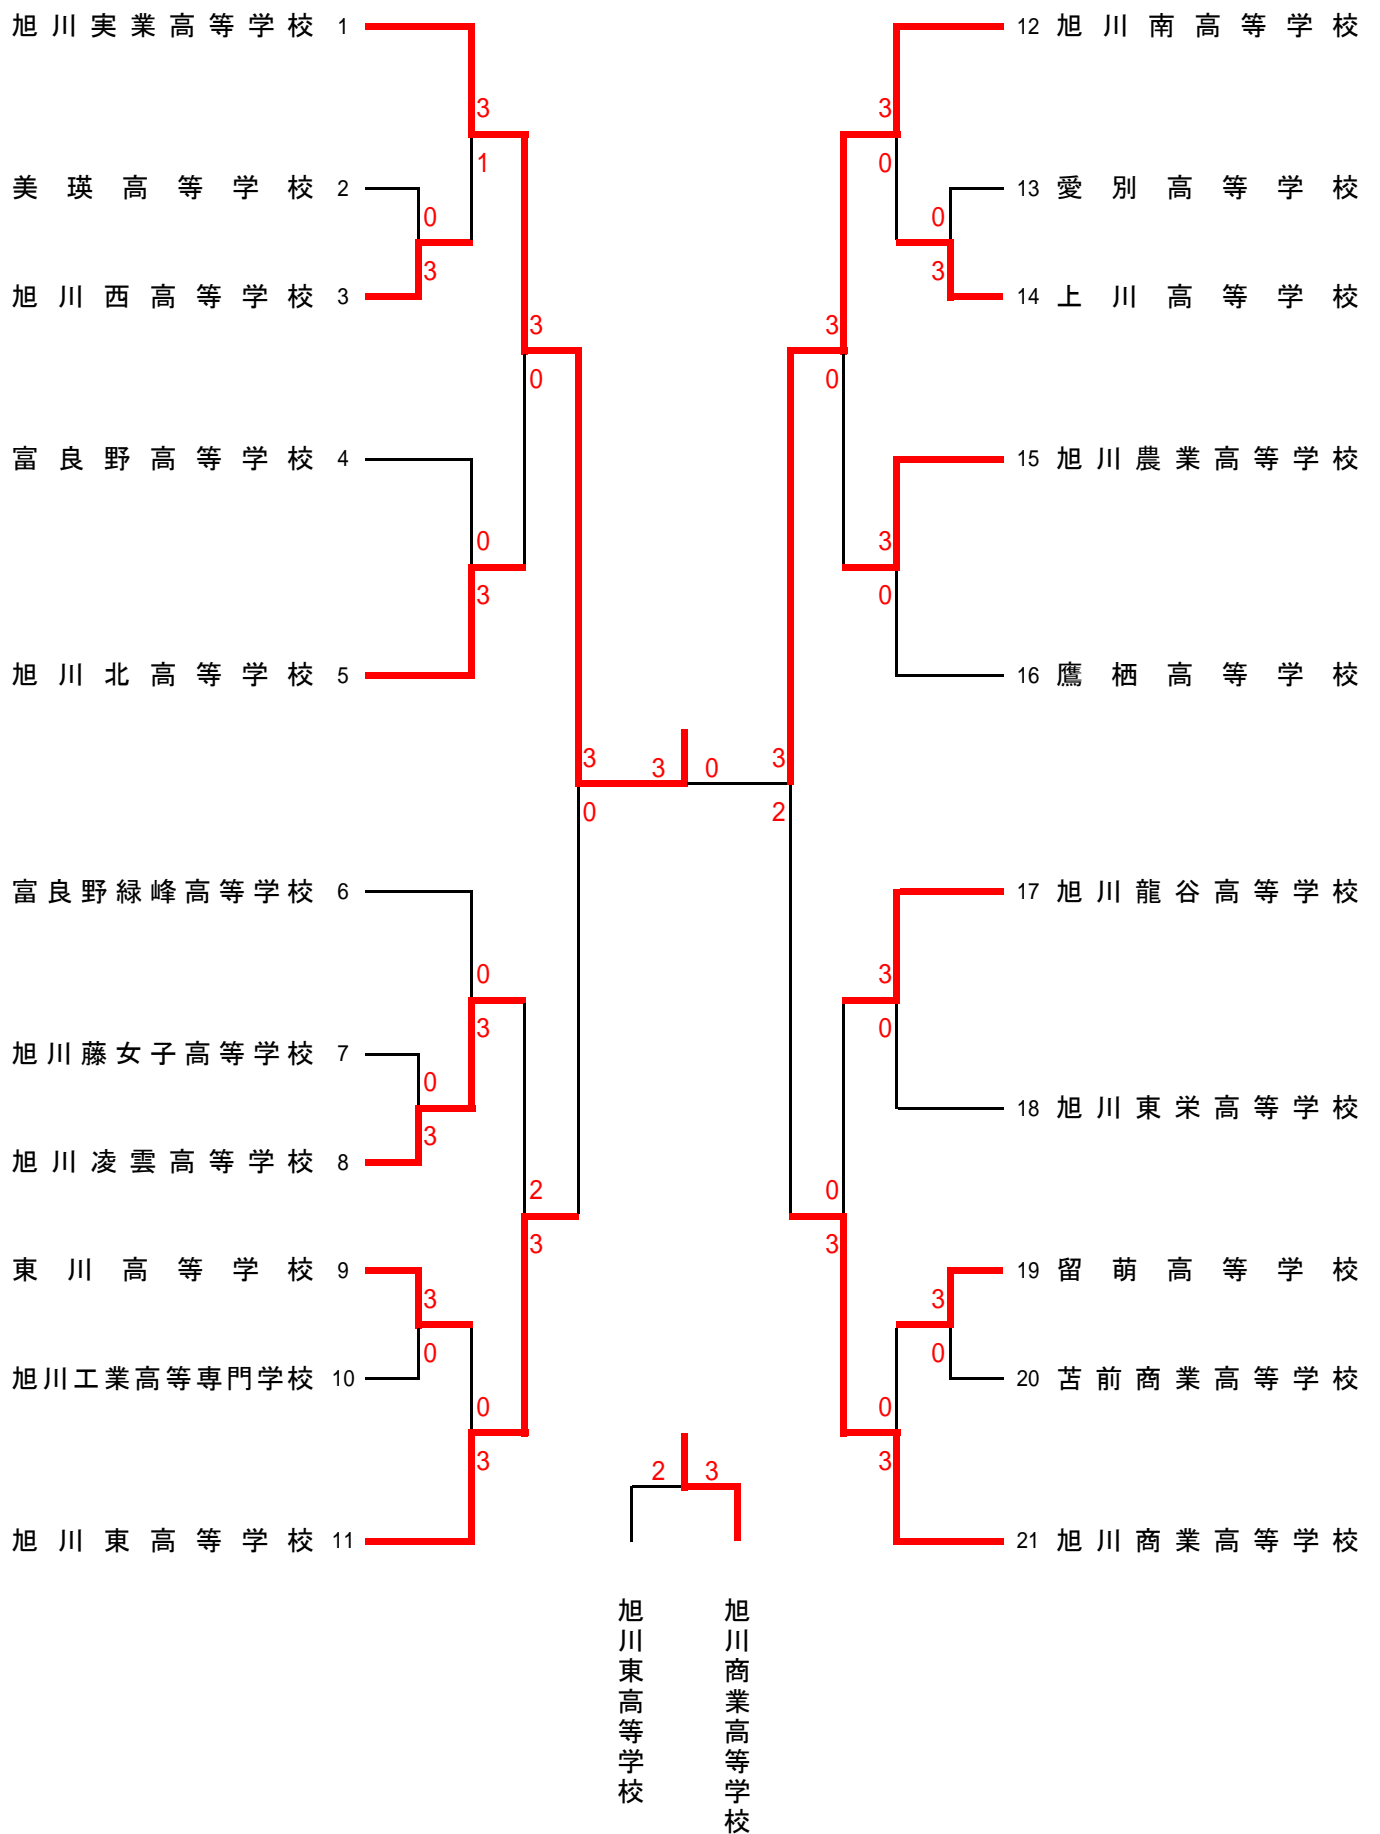 旭川実業高等学校 1
12 旭川南高等学校
3
3
1
0
美瑛高等学校 2
13 愛別高等学校
0
0
3
3
旭川西高等学校 3
14 上川高等学校
3
3
0
0
富良野高等学校 4
15 旭川農業高等学校
0
3
3
0
旭川北高等学校 5
16 鷹栖高等学校
3 3 0 3
0 2
富良野緑峰高等学校 6
17 旭川龍谷高等学校
0
3
3
0
旭川藤女子高等学校 7
0
18 旭川東栄高等学校
3
旭川凌雲高等学校 8
2
0
3
3
東川高等学校 9
19 留萌高等学校
3
3
0
0
旭川工業高等専門学校 10
20 苫前商業高等学校
0
0
3
3
2 3
旭川東高等学校 11
21 旭川商業高等学校
旭川東高等学校
旭川商業高等学校